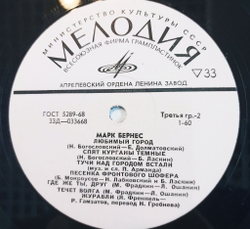 МИНИСТЕРСТВО КУЛЬТУРЫ СССР
МЕЛОДИЯ
ВСЕСОЮЗНАЯ ФИРМА ГРАМПЛАСТИНОК
АПРЕЛЕВСКИЙ ОРДЕНА ЛЕНИНА ЗАВОД
33
ГОСТ 5289-68
33Д—033668
Третья гр.-2
1-60
МАРК БЕРНЕС
ЛЮБИМЫЙ ГОРОД
(Н. Богословский—Е. Долматовский)
СПЯТ КУРГАНЫ ТЕМНЫЕ
(Н. Богословский—Б. Ласкин)
ТУЧИ НАД ГОРОДОМ ВСТАЛИ
(муз. и сл. П. Арманда)
ПЕСЕНКА ФРОНТОВОГО ШОФЕРА
(Б. Мокроусов—Н. Лабковский и Б. Ласкин)
ГДЕ ЖЕ ТЫ, ДРУГ (М. Фрадкин—Л. Ошанин)
ТЕЧЕТ ВОЛГА (М. Фрадкин—Л. Ошанин)
ЖУРАВЛИ (Я. Френкель—
Р. Гамзатов, перевод Н. Гребнева)